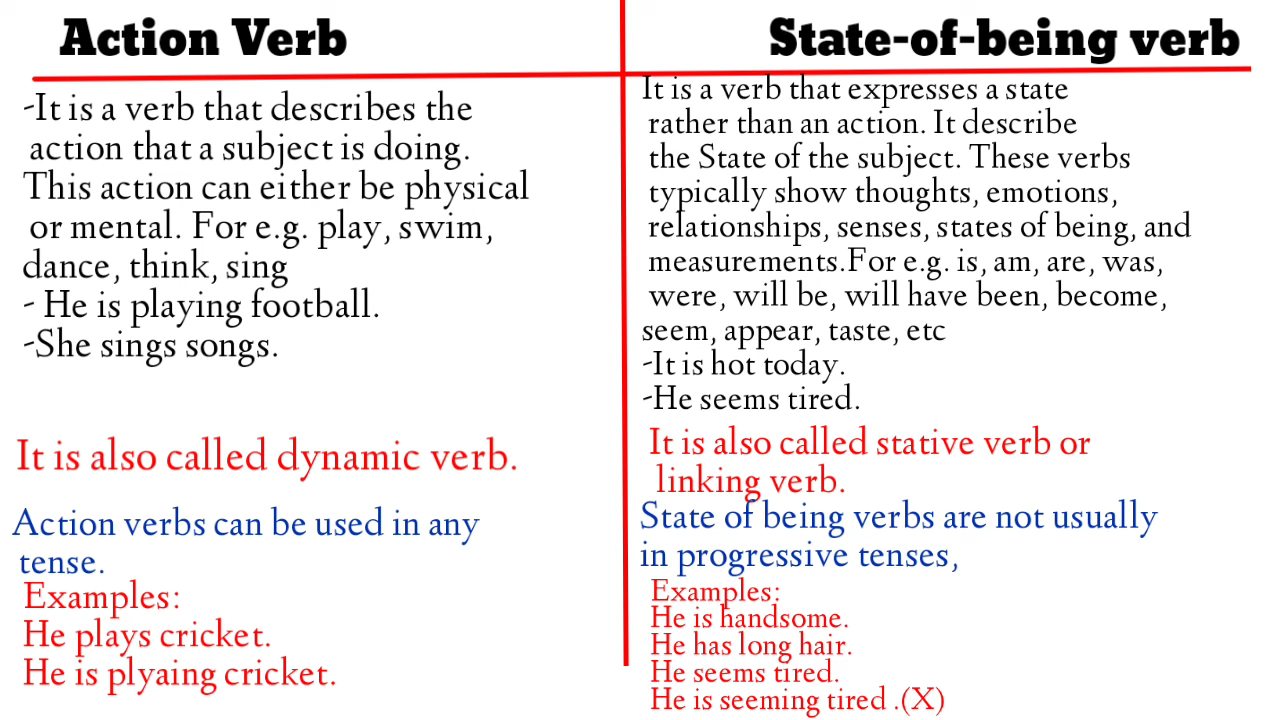 Action Verb
-It is a verb that describes the
action that a subject is doing.
This action can either be physical
or mental. For e.g. play, swim,
dance, think, sing
- He is playing football.
-She sings songs.
It is also called dynamic verb.
Action verbs can be used in any
tense.
Examples:
He plays cricket.
He is plyaing cricket.
State-of-being verb
It is a verb that expresses a state
rather than an action. It describe
the State of the subject. These verbs
typically show thoughts, emotions,
relationships, senses, states of being, and
measurements.For e.g. is, am, are, was,
were, will be, will have been, become,
seem, appear, taste, etc
-It is hot today.
-He seems tired.
It is also called stative verb or
linking verb.
State of being verbs are not usually
in progressive tenses,
Examples:
He is handsome.
He has long hair.
He seems tired.
He is seeming tired .(X)